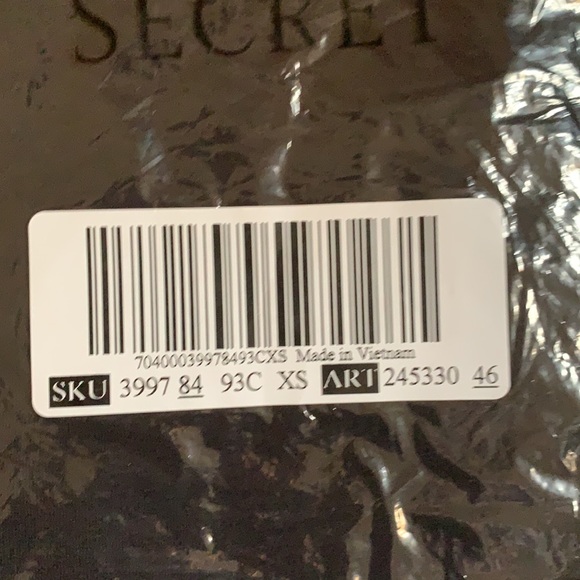 SECRET
70400039978493CXS Made in Vietnam
SKU 3997 84 93C XS ART 245330 46